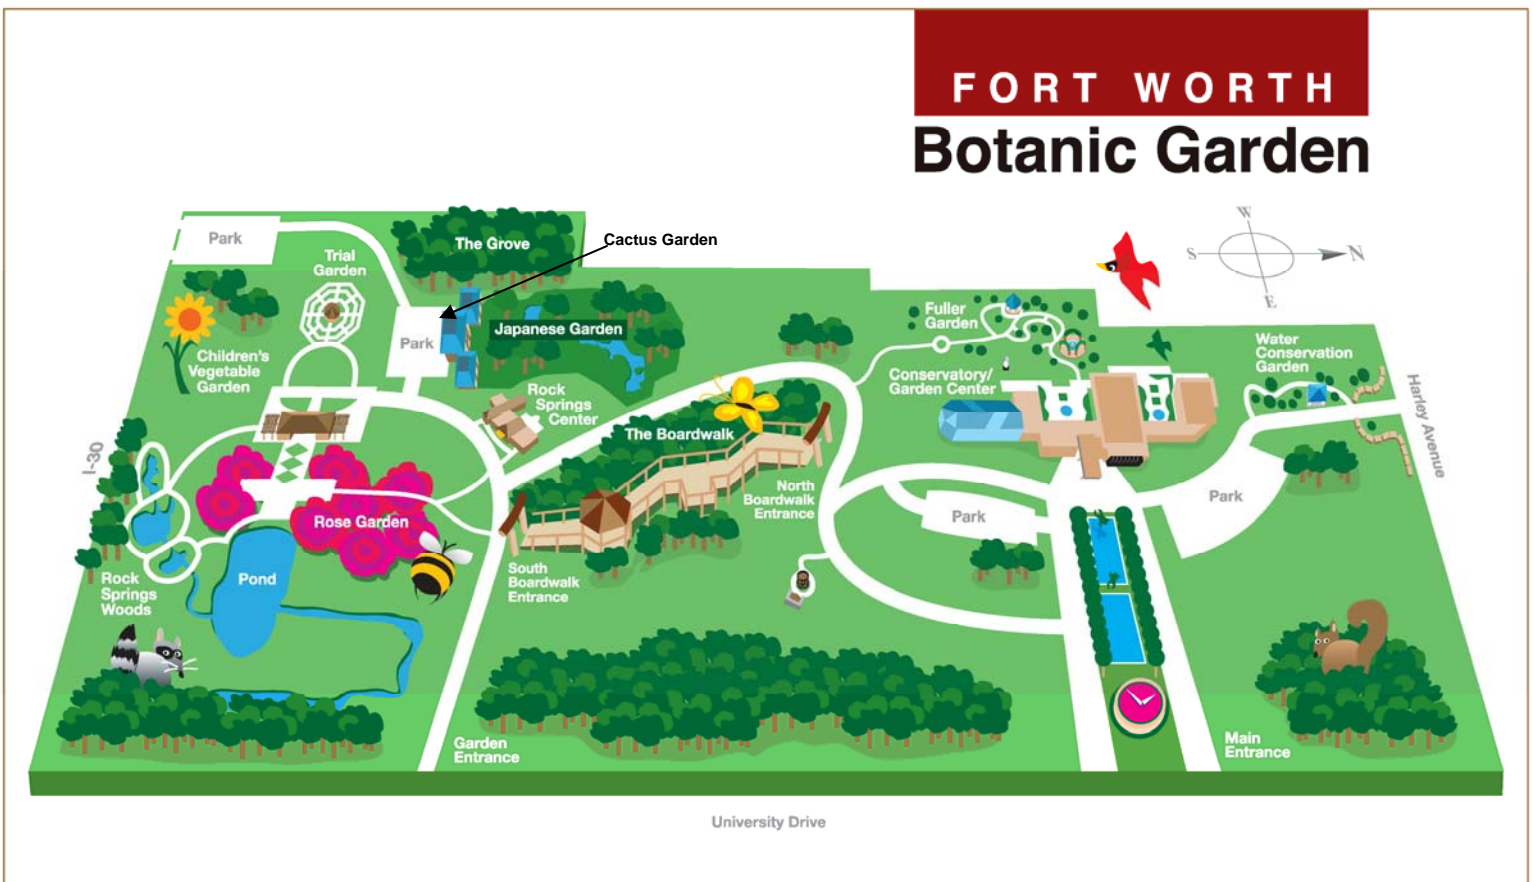 FORT WORTH
Botanic Garden
W
S
N
E
Park
The Grove
Cactus Garden
Trial
Garden
Japanese Garden
Park
Children's
Vegetable
Garden
Rock
Springs
Center
Fuller
Garden
Conservatory/
Garden Center
Water
Conservation
Garden
Harley Avenue
I-30
The Boardwalk
North
Boardwalk
Entrance
Park
Park
Rose Garden
Pond
South
Boardwalk
Entrance
Rock
Springs
Woods
Garden
Entrance
Main
Entrance
University Drive